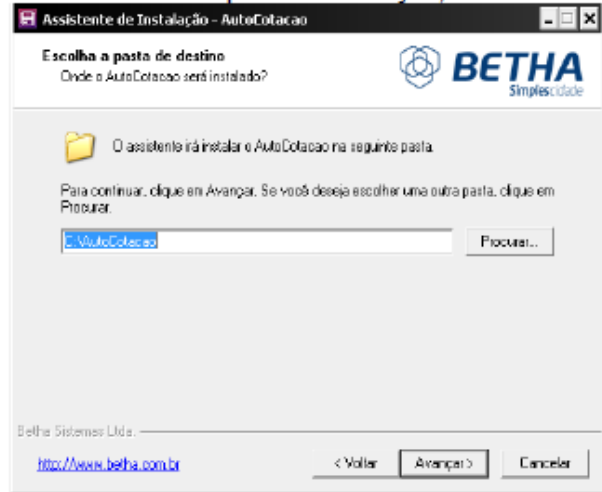 Assistente de Instalação - AutoCotacao
Escolha a pasta de destino
Onde o AutoCotacao será instalado?
BETHA
Simplescidade
O assistente irá instalar o AutoCotacao na seguinte pasta.
Para continuar, clique em Avançar. Se você deseja escolher uma outra pasta, clique em
Procurar.
C:\AutoCotacao
Procurar...
Betha Sistemas Ltda.
http://www.betha.com.br
< Voltar
Avançar >
Cancelar